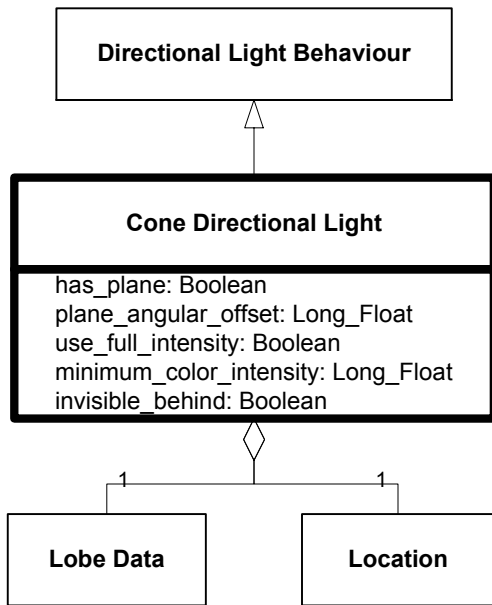 Directional Light Behaviour
Cone Directional Light
has_plane: Boolean
plane_angular_offset: Long_Float
use_full_intensity: Boolean
minimum_color_intensity: Long_Float
invisible_behind: Boolean
1 1
Lobe Data Location